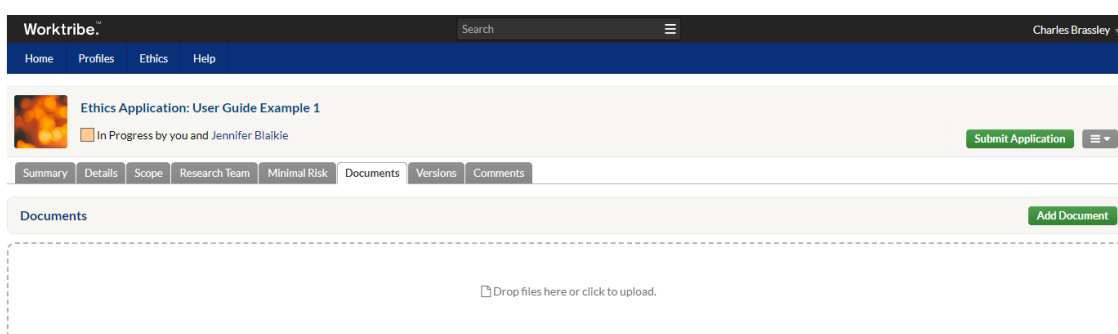 Worktribe.™ Search Charles Brassley
Home Profiles Ethics Help
Ethics Application: User Guide Example 1
In Progress by you and Jennifer Blaikie
Submit Application
Summary Details Scope Research Team Minimal Risk Documents Versions Comments
Documents Add Document
Drop files here or click to upload.